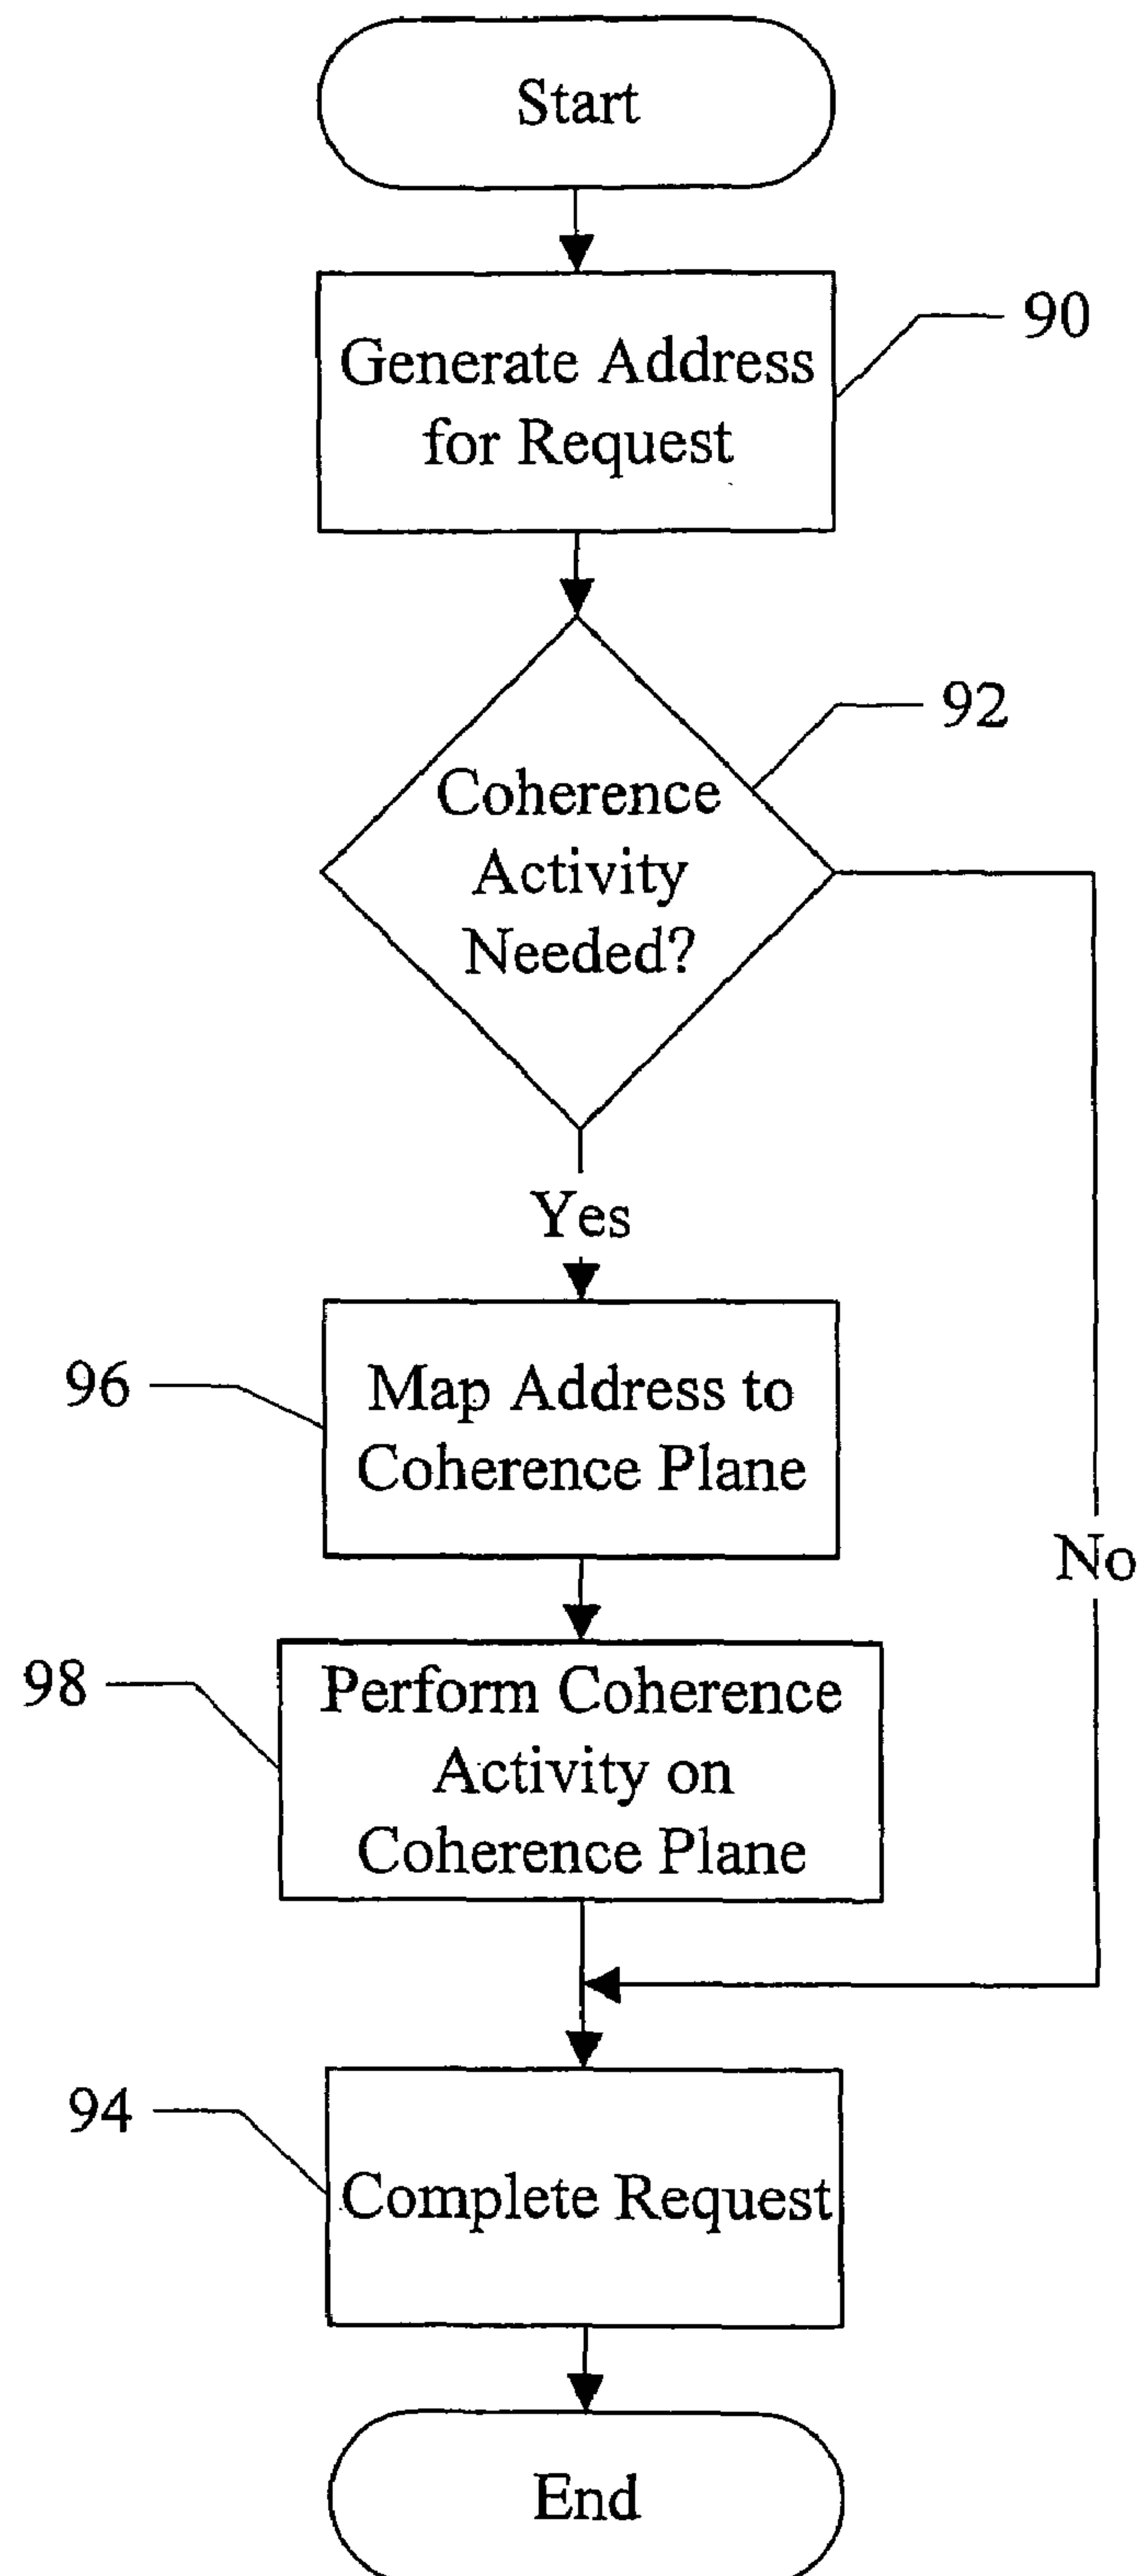 Start
Generate Address
for Request
90
Coherence
Activity
Needed?
92
Yes
No
96
Map Address to
Coherence Plane
98
Perform Coherence
Activity on
Coherence Plane
94
Complete Request
End